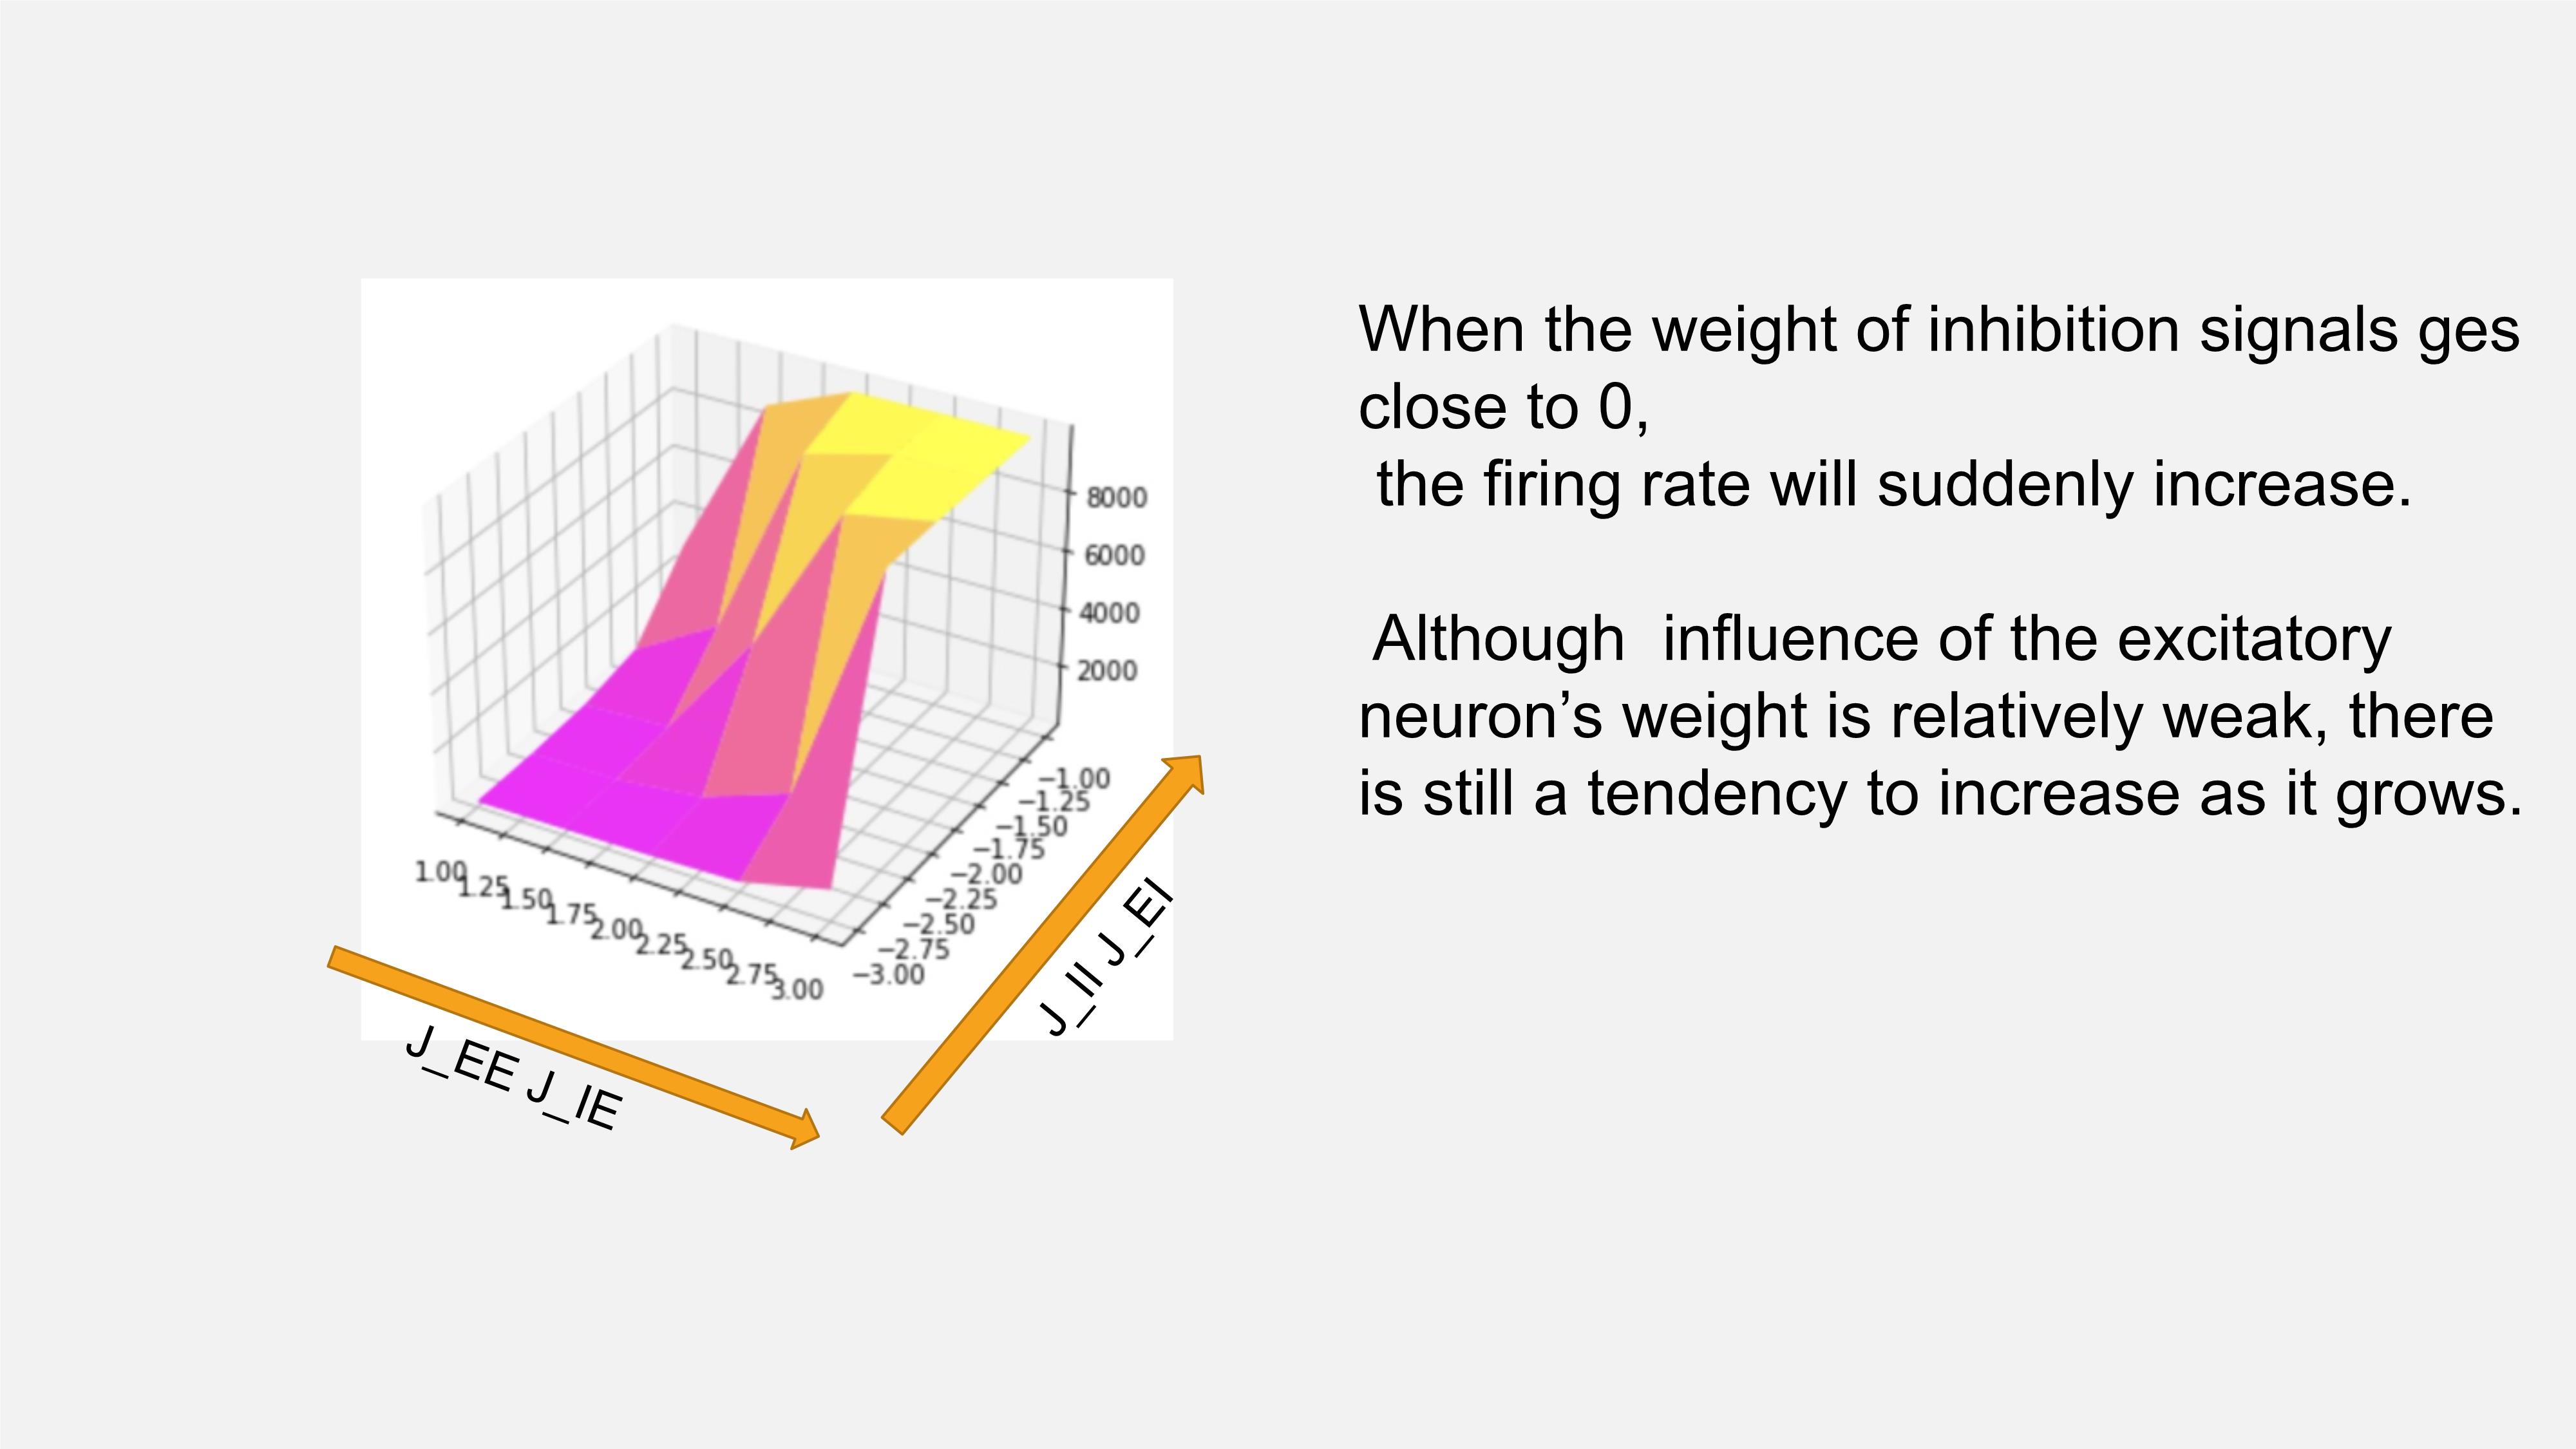 8000
6000
4000
2000
−1.00
−1.25
−1.50
−1.75
−2.00
−2.25
−2.50
−2.75
−3.00
1.00
1.25
1.50
1.75
2.00
2.25
2.50
2.75
3.00
J_EE J_IE
J_II J_EI
When the weight of inhibition signals ges
close to 0,
the firing rate will suddenly increase.
Although  influence of the excitatory
neuron’s weight is relatively weak, there
is still a tendency to increase as it grows.